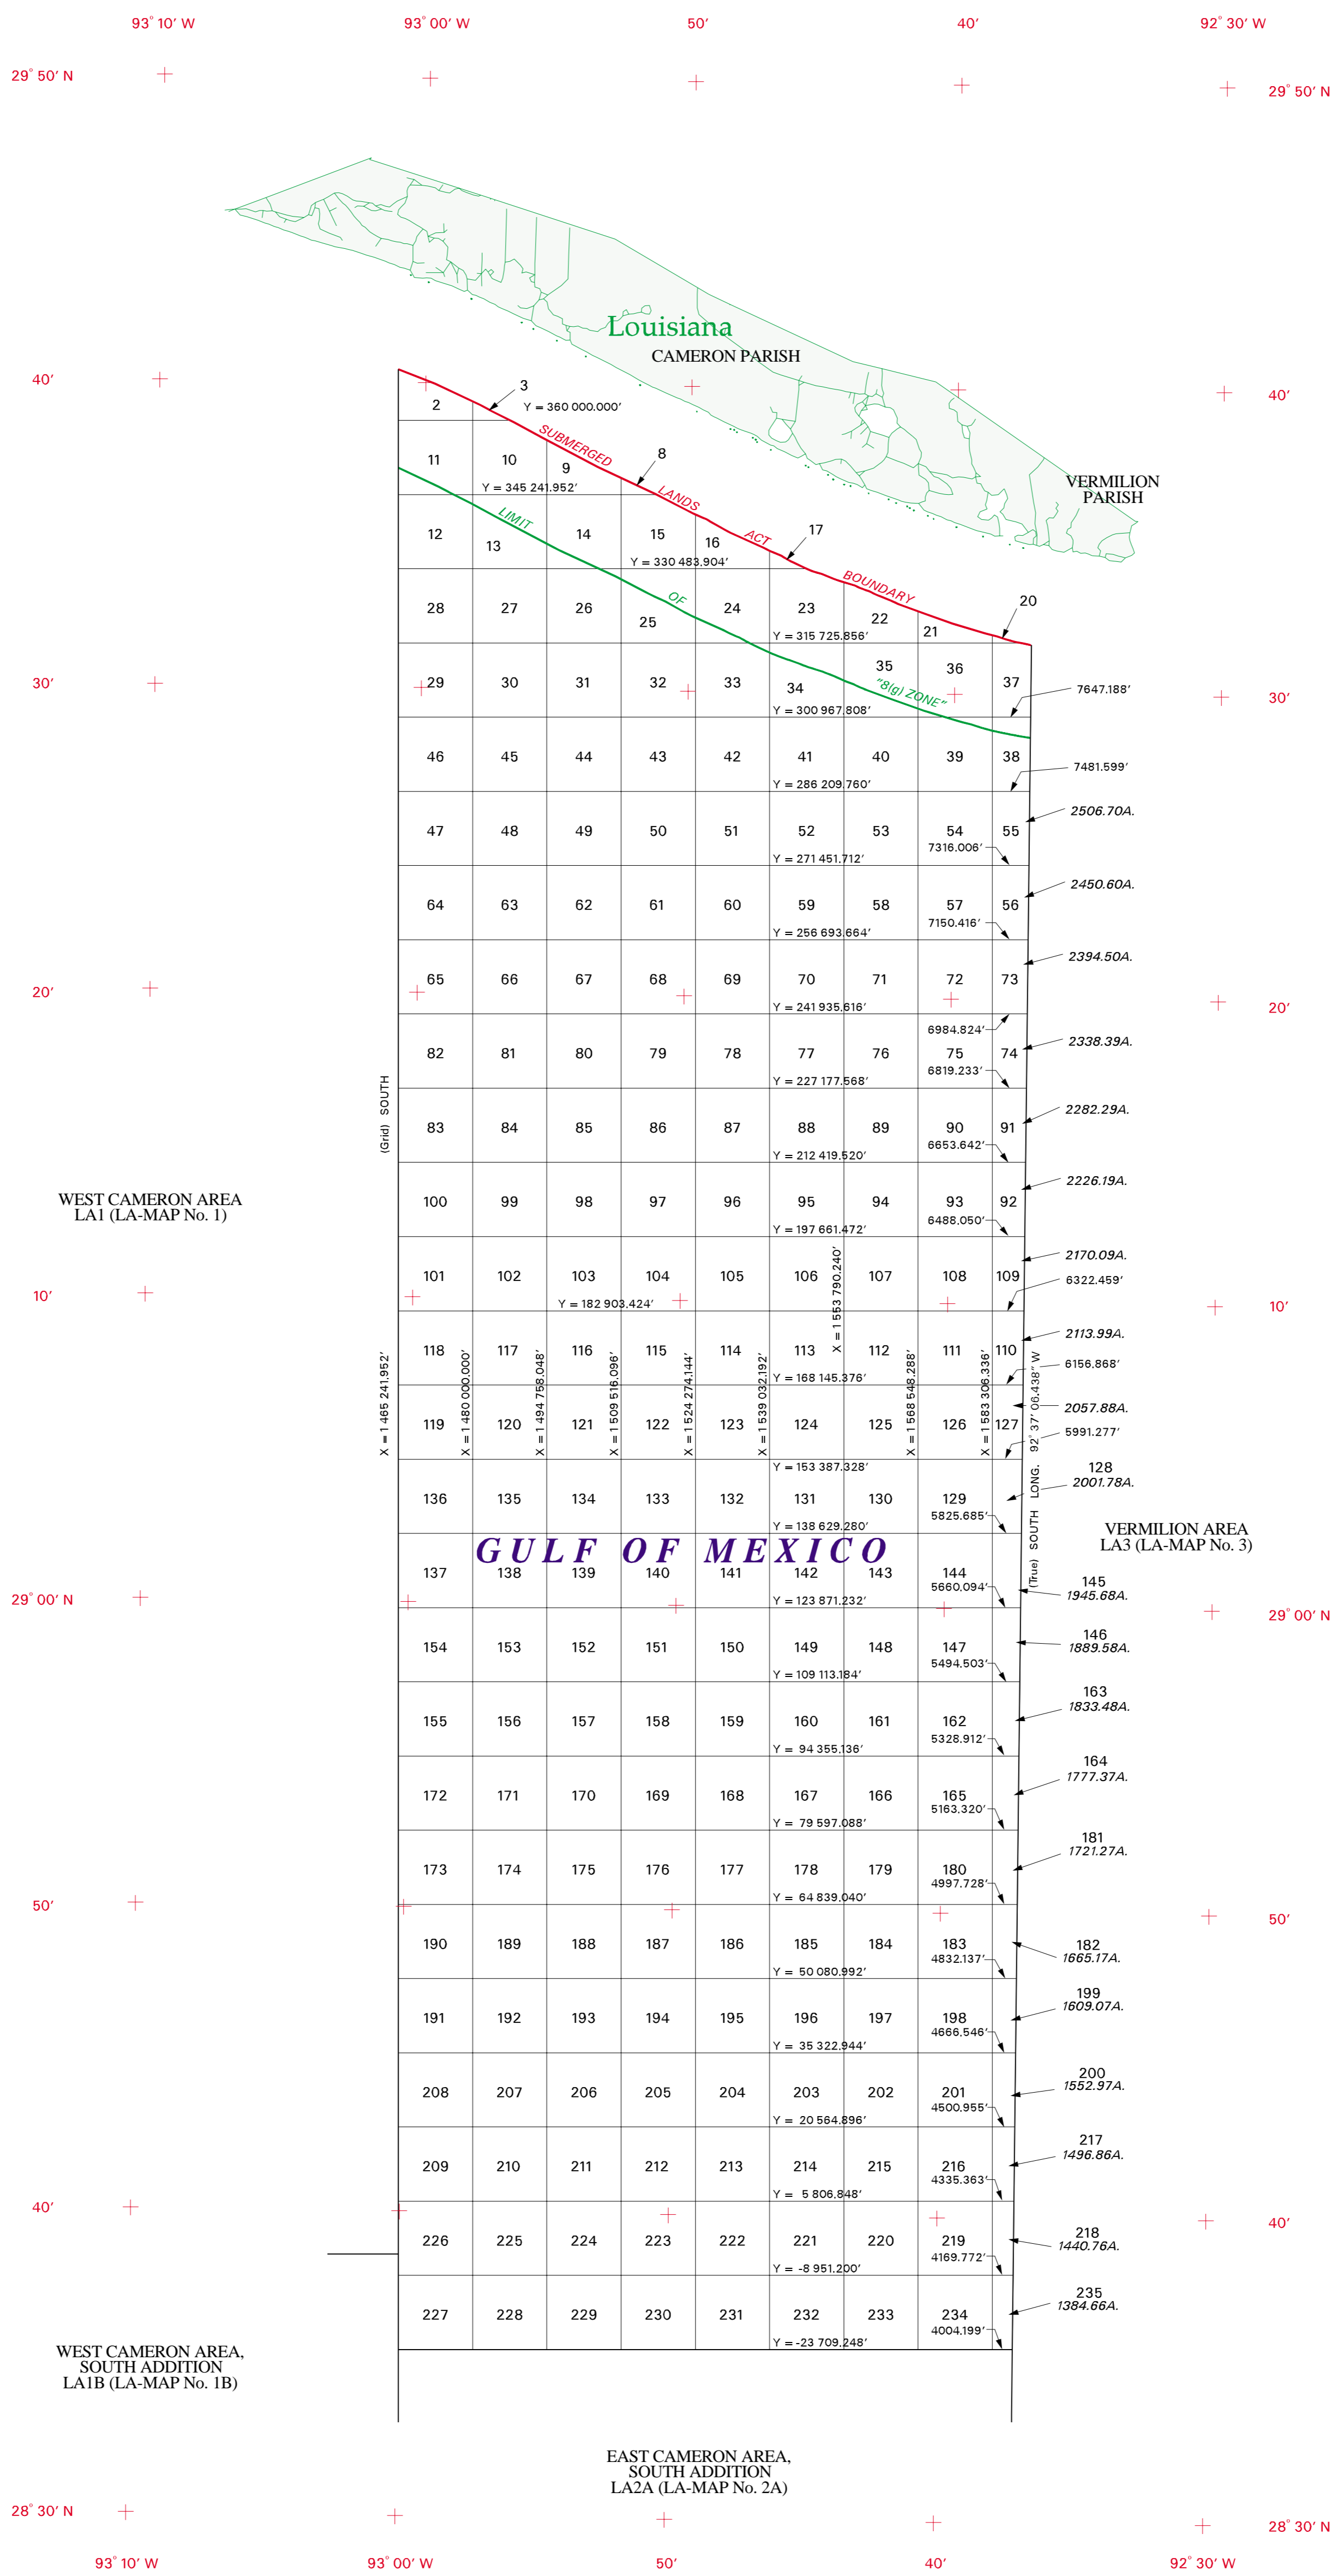 93° 10′ W 93° 00′ W 50′ 40′ 92° 30′ W
29° 50′ N 29° 50′ N
Louisiana
CAMERON PARISH
40′ 40′
3
2 Y = 360 000.000′
SUBMERGED LANDS ACT BOUNDARY
8
11 10 9
VERMILION
PARISH
Y = 345 241.952′
LIMIT OF "8(g) ZONE"
17
12 13 14 15 16
Y = 330 483.904′
20
28 27 26 25 24 23 22 21
Y = 315 725.856′
30′ 29 30 31 32 33 34 35 36 37 30′
7647.188′
Y = 300 967.808′
46 45 44 43 42 41 40 39 38
7481.599′
Y = 286 209.760′
2506.70A.
47 48 49 50 51 52 53 54 55
7316.006′
Y = 271 451.712′
2450.60A.
64 63 62 61 60 59 58 57 56
7150.416′
Y = 256 693.664′
2394.50A.
65 66 67 68 69 70 71 72 73
20′ 20′
Y = 241 935.616′
6984.824′
2338.39A.
82 81 80 79 78 77 76 75 74
6819.233′
Y = 227 177.568′
(Grid) SOUTH
2282.29A.
83 84 85 86 87 88 89 90 91
6653.642′
Y = 212 419.520′
2226.19A.
WEST CAMERON AREA
LA1 (LA-MAP No. 1)
100 99 98 97 96 95 94 93 92
6488.050′
Y = 197 661.472′
2170.09A.
101 102 103 104 105 106 107 108 109
6322.459′
10′ 10′
Y = 182 903.424′
X = 1 553 790.240′
2113.99A.
118 117 116 115 114 113 112 111 110
6156.868′
Y = 168 145.376′
X = 1 465 241.952′
X = 1 480 000.000′
X = 1 494 758.048′
X = 1 509 516.096′
X = 1 524 274.144′
X = 1 539 032.192′
X = 1 568 548.288′
X = 1 583 306.336′
(True) SOUTH LONG. 92° 37′ 06.438″ W
2057.88A.
119 120 121 122 123 124 125 126 127
5991.277′
Y = 153 387.328′
128
2001.78A.
136 135 134 133 132 131 130 129
5825.685′
Y = 138 629.280′
VERMILION AREA
LA3 (LA-MAP No. 3)
GULF OF MEXICO
137 138 139 140 141 142 143 144
145
1945.68A.
5660.094′
29° 00′ N 29° 00′ N
Y = 123 871.232′
146
1889.58A.
154 153 152 151 150 149 148 147
5494.503′
Y = 109 113.184′
163
1833.48A.
155 156 157 158 159 160 161 162
5328.912′
Y = 94 355.136′
164
1777.37A.
172 171 170 169 168 167 166 165
5163.320′
Y = 79 597.088′
181
1721.27A.
173 174 175 176 177 178 179 180
4997.728′
Y = 64 839.040′
50′ 50′
182
1665.17A.
190 189 188 187 186 185 184 183
4832.137′
Y = 50 080.992′
199
1609.07A.
191 192 193 194 195 196 197 198
4666.546′
Y = 35 322.944′
200
1552.97A.
208 207 206 205 204 203 202 201
4500.955′
Y = 20 564.896′
217
1496.86A.
209 210 211 212 213 214 215 216
4335.363′
Y = 5 806.848′
40′ 40′
218
1440.76A.
226 225 224 223 222 221 220 219
4169.772′
Y = -8 951.200′
235
1384.66A.
227 228 229 230 231 232 233 234
4004.199′
Y = -23 709.248′
WEST CAMERON AREA,
SOUTH ADDITION
LA1B (LA-MAP No. 1B)
EAST CAMERON AREA,
SOUTH ADDITION
LA2A (LA-MAP No. 2A)
28° 30′ N 28° 30′ N
93° 10′ W 93° 00′ W 50′ 40′ 92° 30′ W